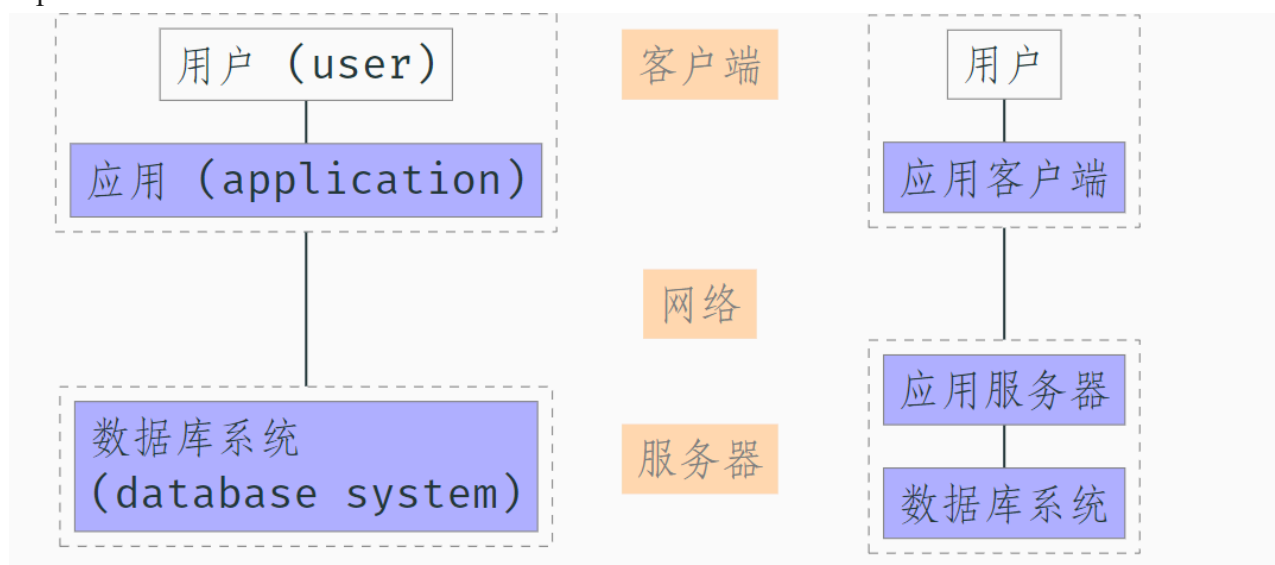 用户 (user)
应用 (application)
数据库系统
(database system)
客户端
网络
服务器
用户
应用客户端
应用服务器
数据库系统